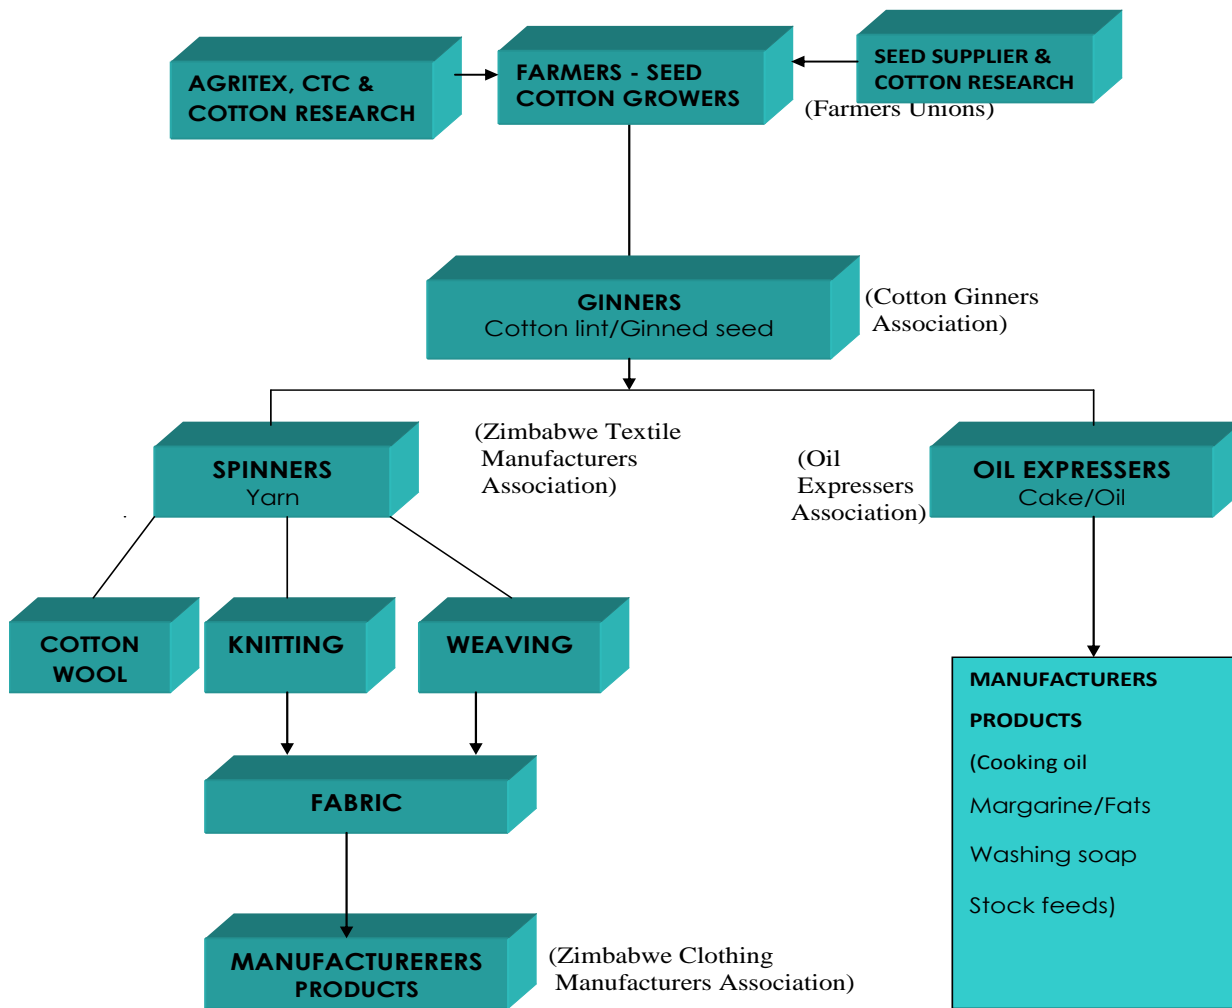 AGRITEX, CTC &
COTTON RESEARCH
FARMERS - SEED
COTTON GROWERS
SEED SUPPLIER &
COTTON RESEARCH
(Farmers Unions)
GINNERS
Cotton lint/Ginned seed
(Cotton Ginners
Association)
SPINNERS
Yarn
(Zimbabwe Textile
Manufacturers
Association)
(Oil
Expressers
Association)
OIL EXPRESSERS
Cake/Oil
COTTON
WOOL
KNITTING
WEAVING
FABRIC
MANUFACTURERERS
PRODUCTS
(Zimbabwe Clothing
Manufacturers Association)
MANUFACTURERS
PRODUCTS
(Cooking oil
Margarine/Fats
Washing soap
Stock feeds)